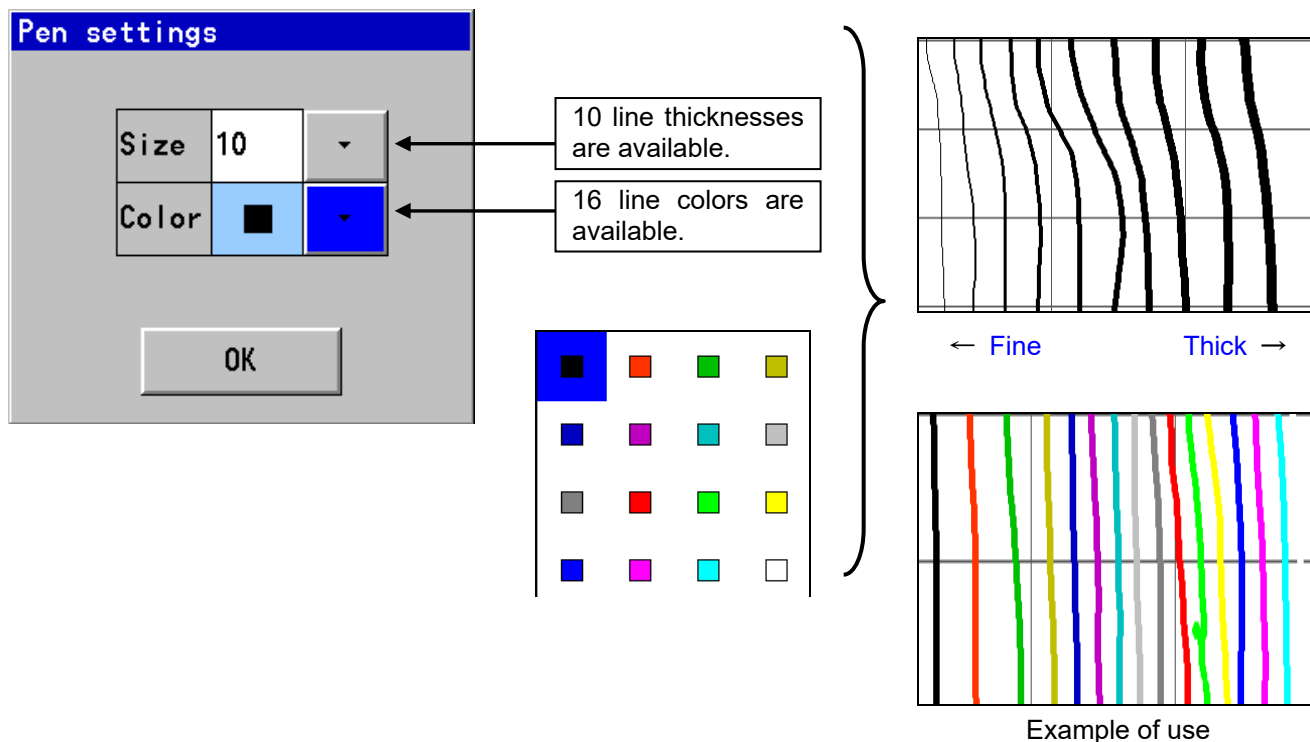 Pen settings
Size 10
Color
OK
10 line thicknesses
are available.
16 line colors are
available.
← Fine Thick →
Example of use